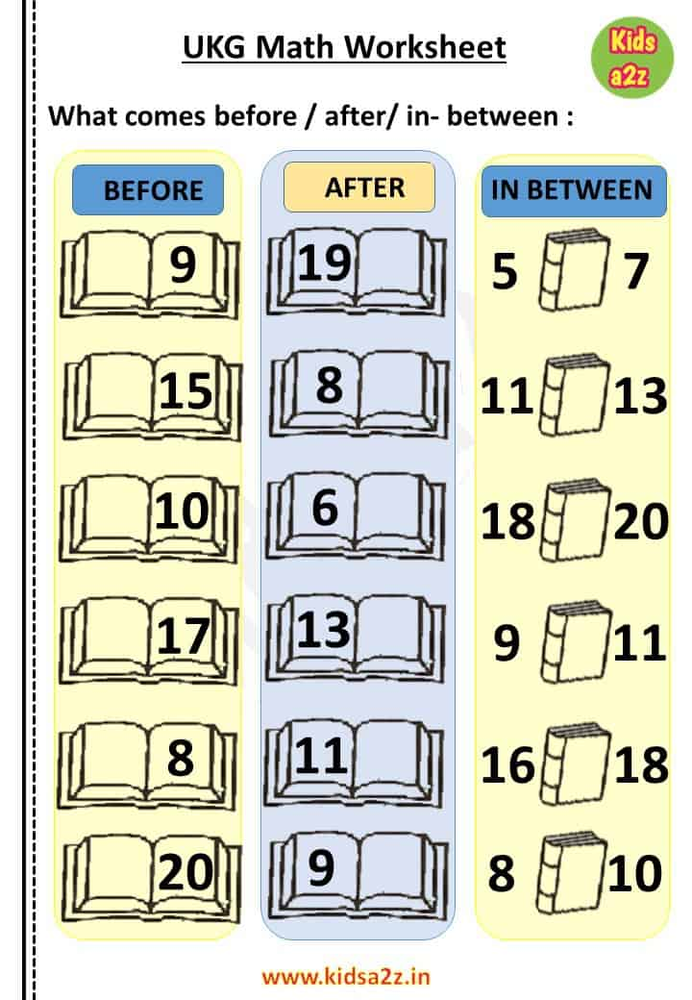 UKG Math Worksheet
Kids
a2z
What comes before / after/ in- between :
BEFORE AFTER IN BETWEEN
9 19 5 7
15 8 11 13
10 6 18 20
17 13 9 11
8 11 16 18
20 9 8 10
www.kidsa2z.in